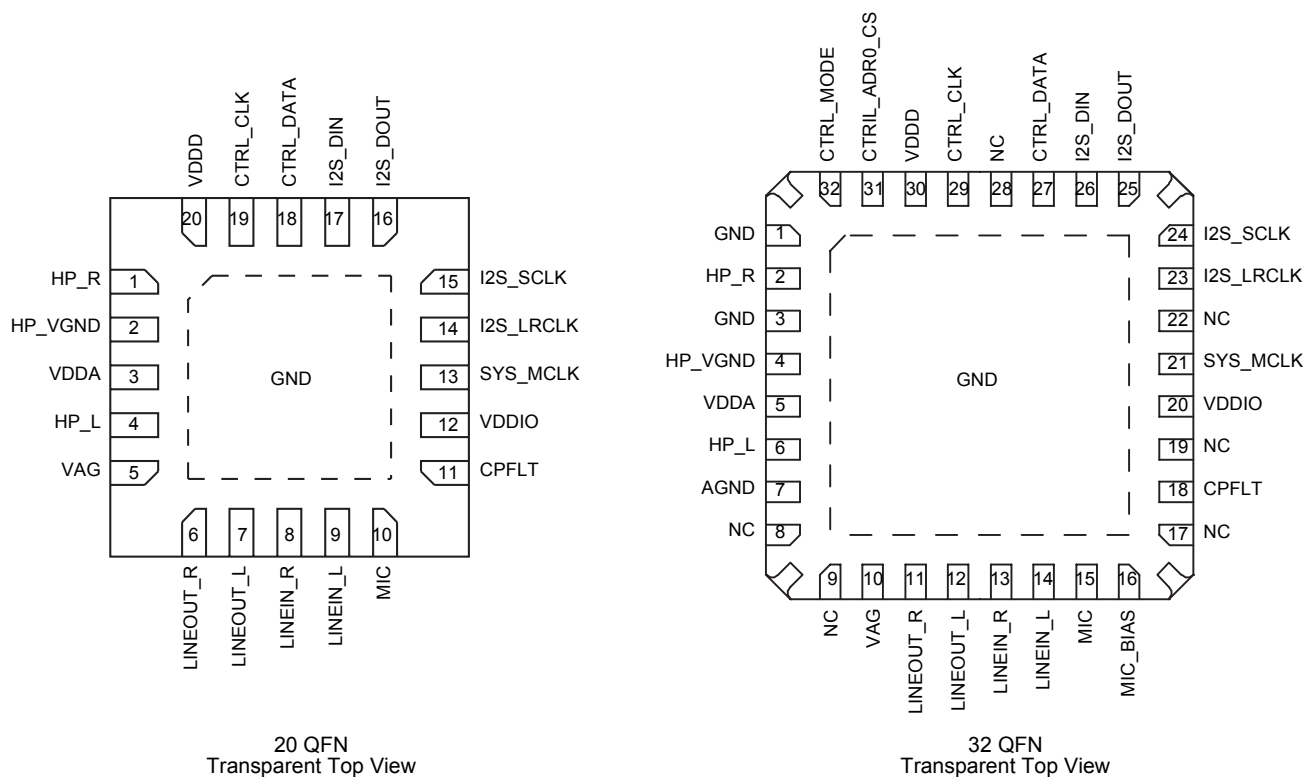 VDDD
CTRL_CLK
CTRL_DATA
I2S_DIN
I2S_DOUT
20
19
18
17
16
HP_R 1
HP_VGND 2
VDDA 3
HP_L 4
VAG 5
GND
15 I2S_SCLK
14 I2S_LRCLK
13 SYS_MCLK
12 VDDIO
11 CPFLT
6
7
8
9
10
LINEOUT_R
LINEOUT_L
LINEIN_R
LINEIN_L
MIC
20 QFN
Transparent Top View
CTRL_MODE
CTRIL_ADR0_CS
VDDD
CTRL_CLK
NC
CTRL_DATA
I2S_DIN
I2S_DOUT
32
31
30
29
28
27
26
25
GND 1
HP_R 2
GND 3
HP_VGND 4
VDDA 5
HP_L 6
AGND 7
NC 8
GND
24 I2S_SCLK
23 I2S_LRCLK
22 NC
21 SYS_MCLK
20 VDDIO
19 NC
18 CPFLT
17 NC
9
10
11
12
13
14
15
16
NC
VAG
LINEOUT_R
LINEOUT_L
LINEIN_R
LINEIN_L
MIC
MIC_BIAS
32 QFN
Transparent Top View